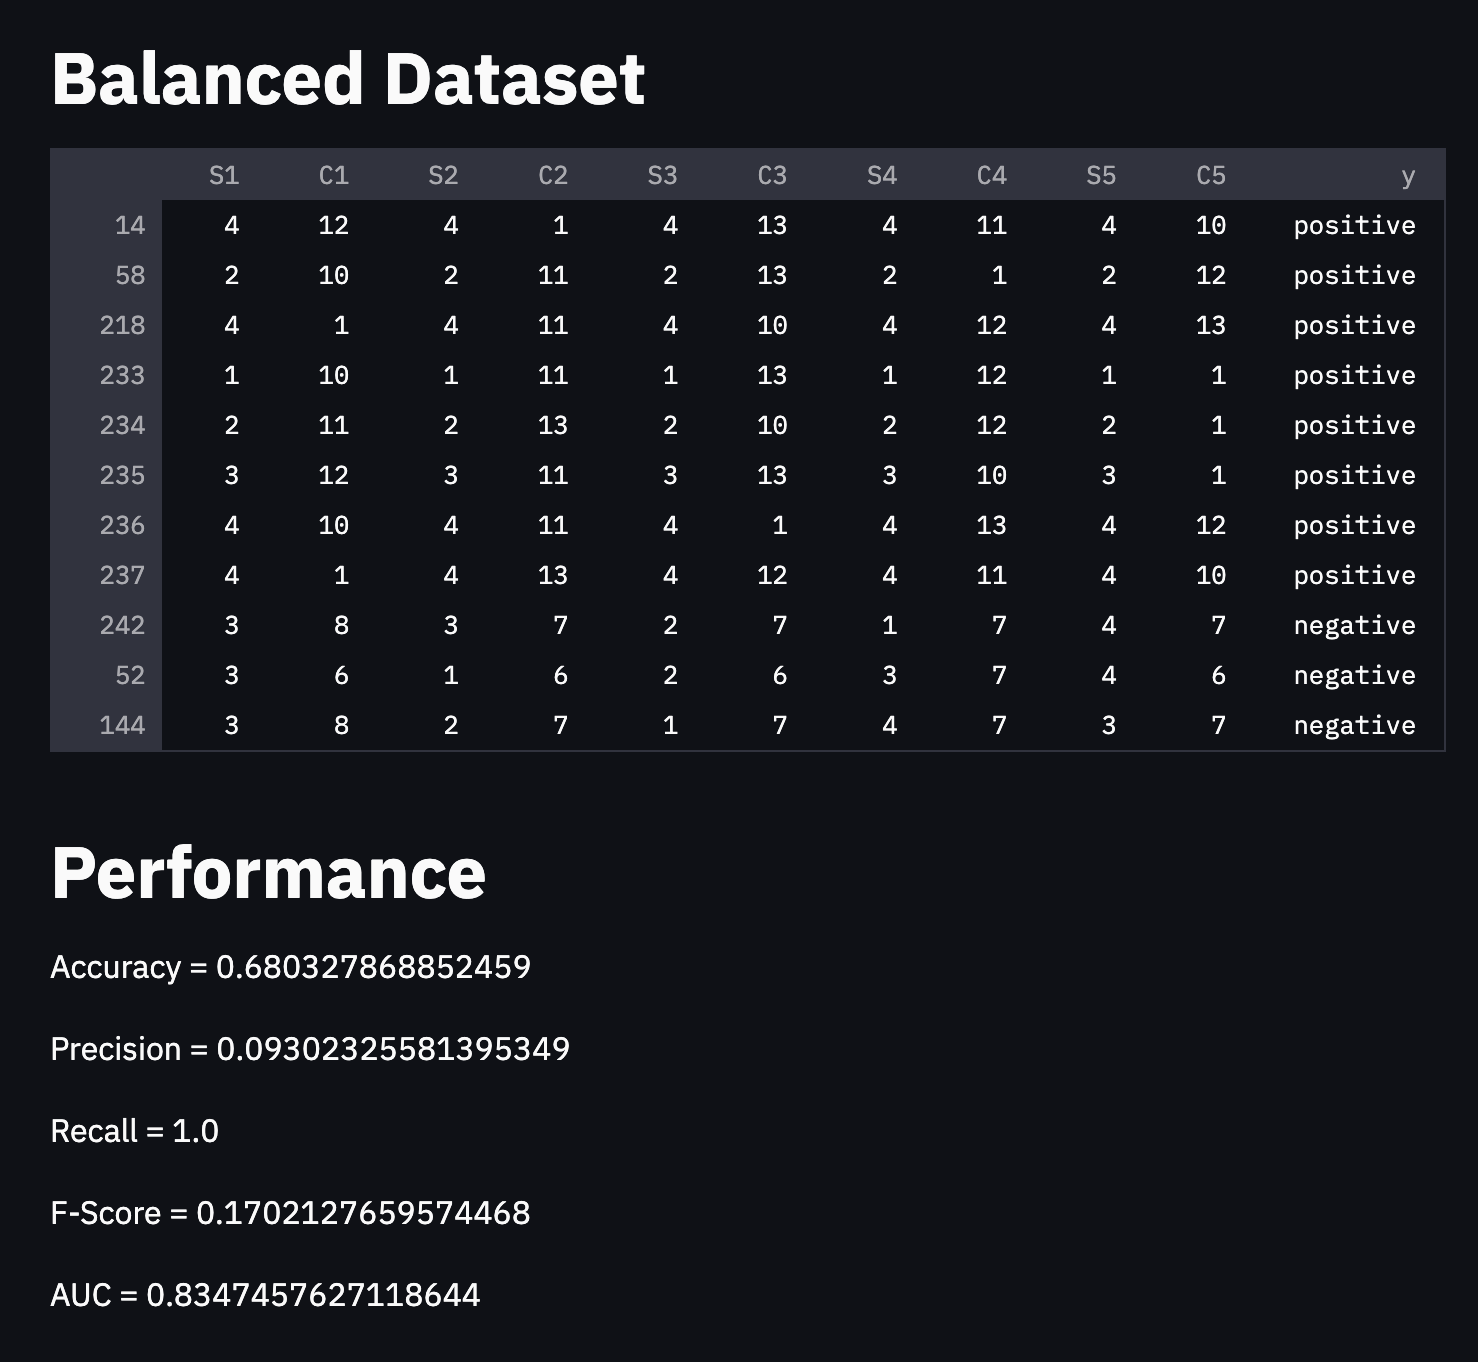 Balanced Dataset
S1 C1 S2 C2 S3 C3 S4 C4 S5 C5 y
14 4 12 4 1 4 13 4 11 4 10 positive
58 2 10 2 11 2 13 2 1 2 12 positive
218 4 1 4 11 4 10 4 12 4 13 positive
233 1 10 1 11 1 13 1 12 1 1 positive
234 2 11 2 13 2 10 2 12 2 1 positive
235 3 12 3 11 3 13 3 10 3 1 positive
236 4 10 4 11 4 1 4 13 4 12 positive
237 4 1 4 13 4 12 4 11 4 10 positive
242 3 8 3 7 2 7 1 7 4 7 negative
52 3 6 1 6 2 6 3 7 4 6 negative
144 3 8 2 7 1 7 4 7 3 7 negative
Performance
Accuracy = 0.680327868852459
Precision = 0.09302325581395349
Recall = 1.0
F-Score = 0.1702127659574468
AUC = 0.8347457627118644